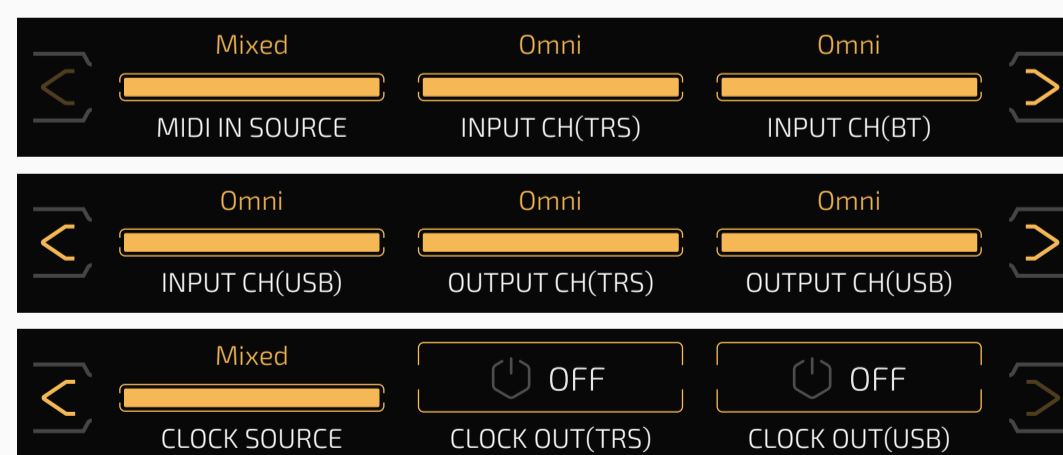 Mixed Omni Omni
MIDI IN SOURCE INPUT CH(TRS) INPUT CH(BT)
Omni Omni Omni
INPUT CH(USB) OUTPUT CH(TRS) OUTPUT CH(USB)
Mixed OFF OFF
CLOCK SOURCE CLOCK OUT(TRS) CLOCK OUT(USB)